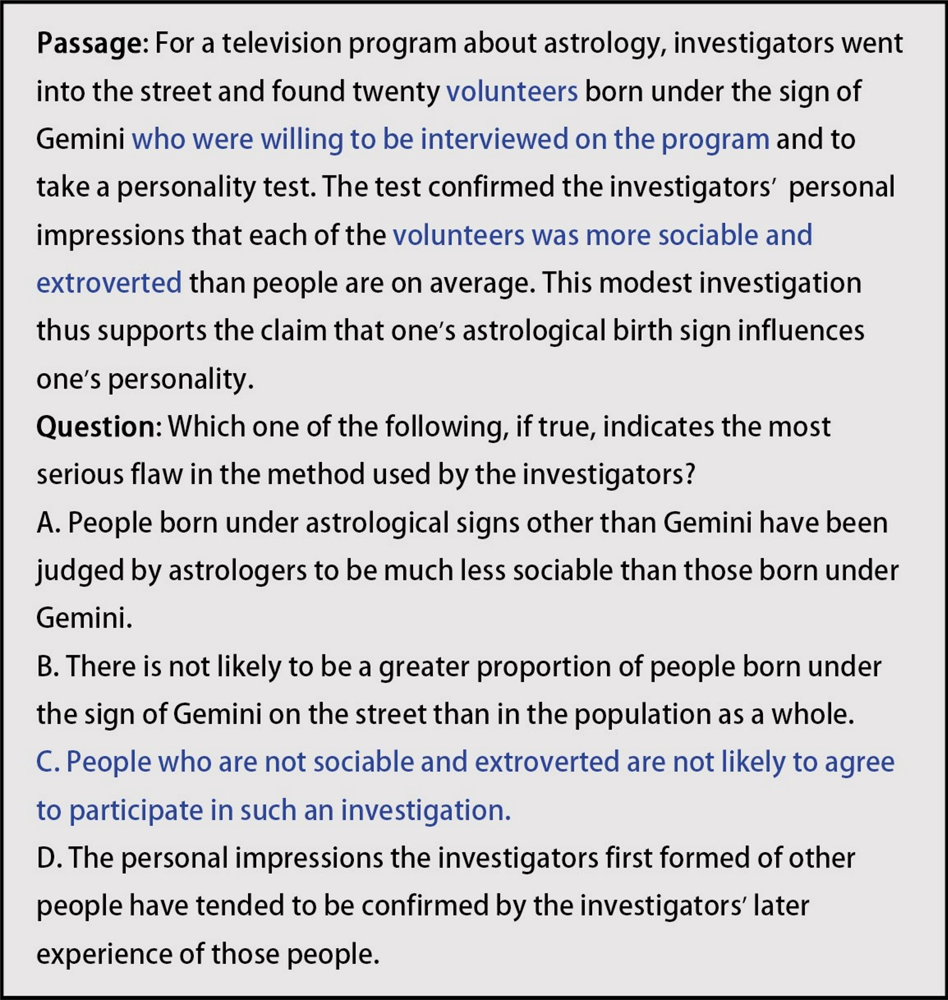 Passage: For a television program about astrology, investigators went
into the street and found twenty volunteers born under the sign of
Gemini who were willing to be interviewed on the program and to
take a personality test. The test confirmed the investigators’ personal
impressions that each of the volunteers was more sociable and
extroverted than people are on average. This modest investigation
thus supports the claim that one’s astrological birth sign influences
one’s personality.
Question: Which one of the following, if true, indicates the most
serious flaw in the method used by the investigators?
A. People born under astrological signs other than Gemini have been
judged by astrologers to be much less sociable than those born under
Gemini.
B. There is not likely to be a greater proportion of people born under
the sign of Gemini on the street than in the population as a whole.
C. People who are not sociable and extroverted are not likely to agree
to participate in such an investigation.
D. The personal impressions the investigators first formed of other
people have tended to be confirmed by the investigators’ later
experience of those people.